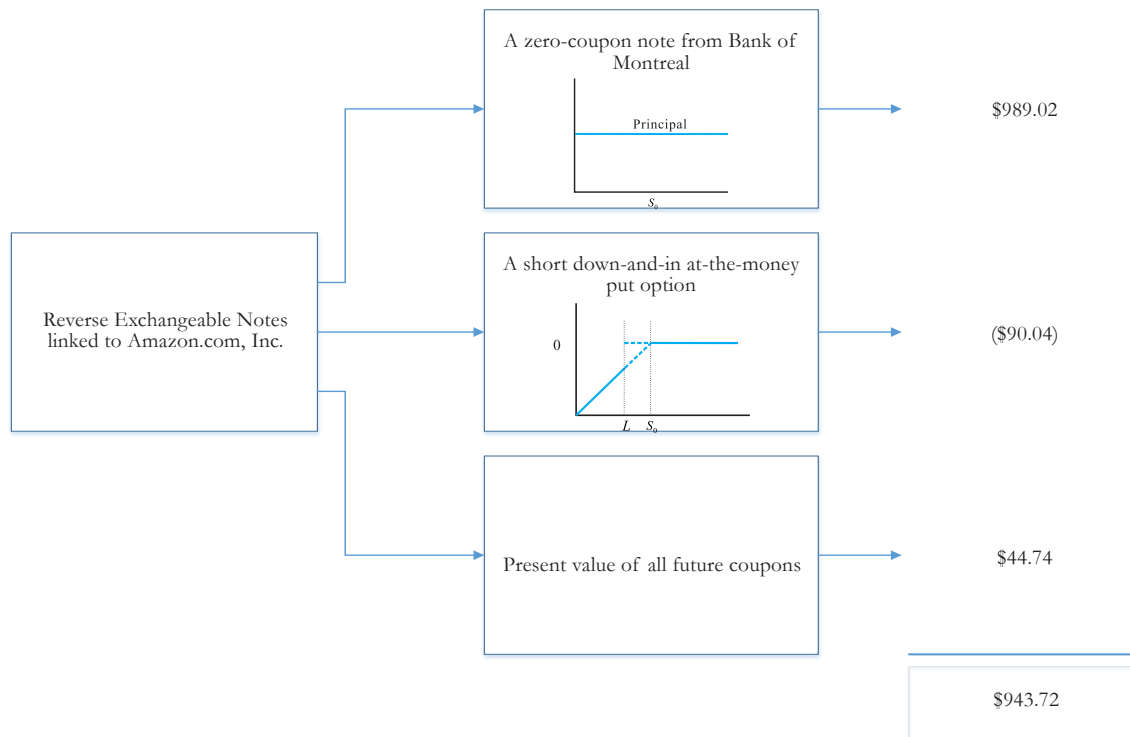 A zero-coupon note from Bank of
Montreal
Principal
S₀
$989.02
Reverse Exchangeable Notes
linked to Amazon.com, Inc.
A short down-and-in at-the-money
put option
0
L S₀
($90.04)
Present value of all future coupons
$44.74
$943.72